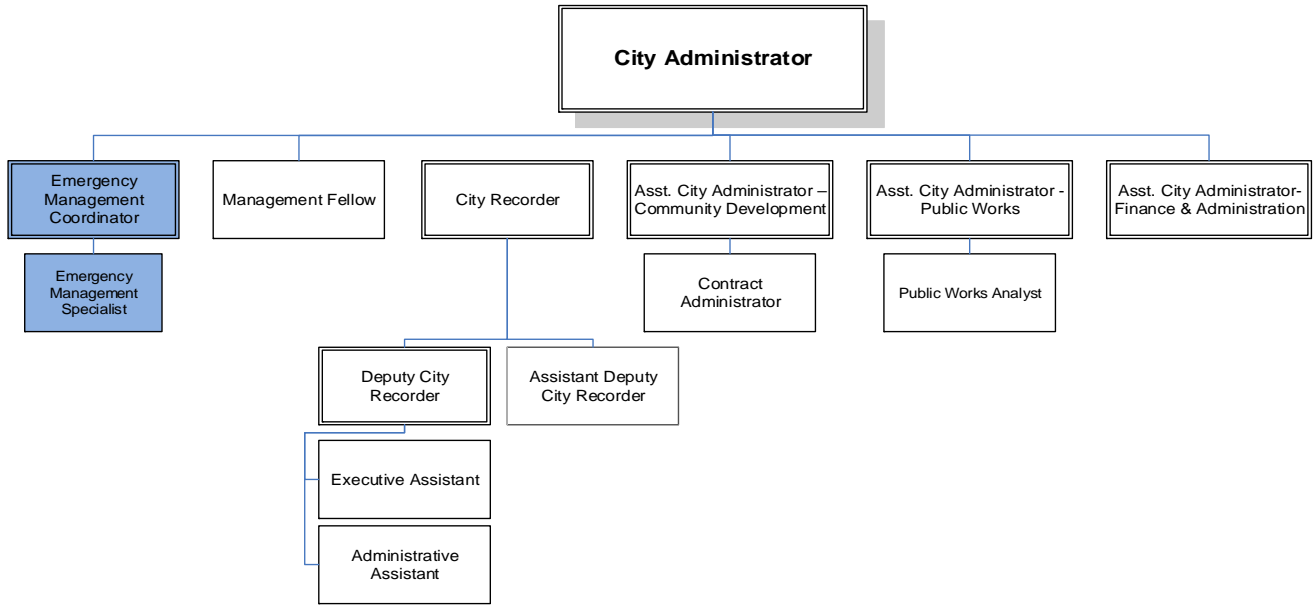 City Administrator
Emergency
Management
Coordinator
Management Fellow
City Recorder
Asst. City Administrator –
Community Development
Asst. City Administrator -
Public Works
Asst. City Administrator-
Finance & Administration
Emergency
Management
Specialist
Contract
Administrator
Public Works Analyst
Deputy City
Recorder
Assistant Deputy
City Recorder
Executive Assistant
Administrative
Assistant